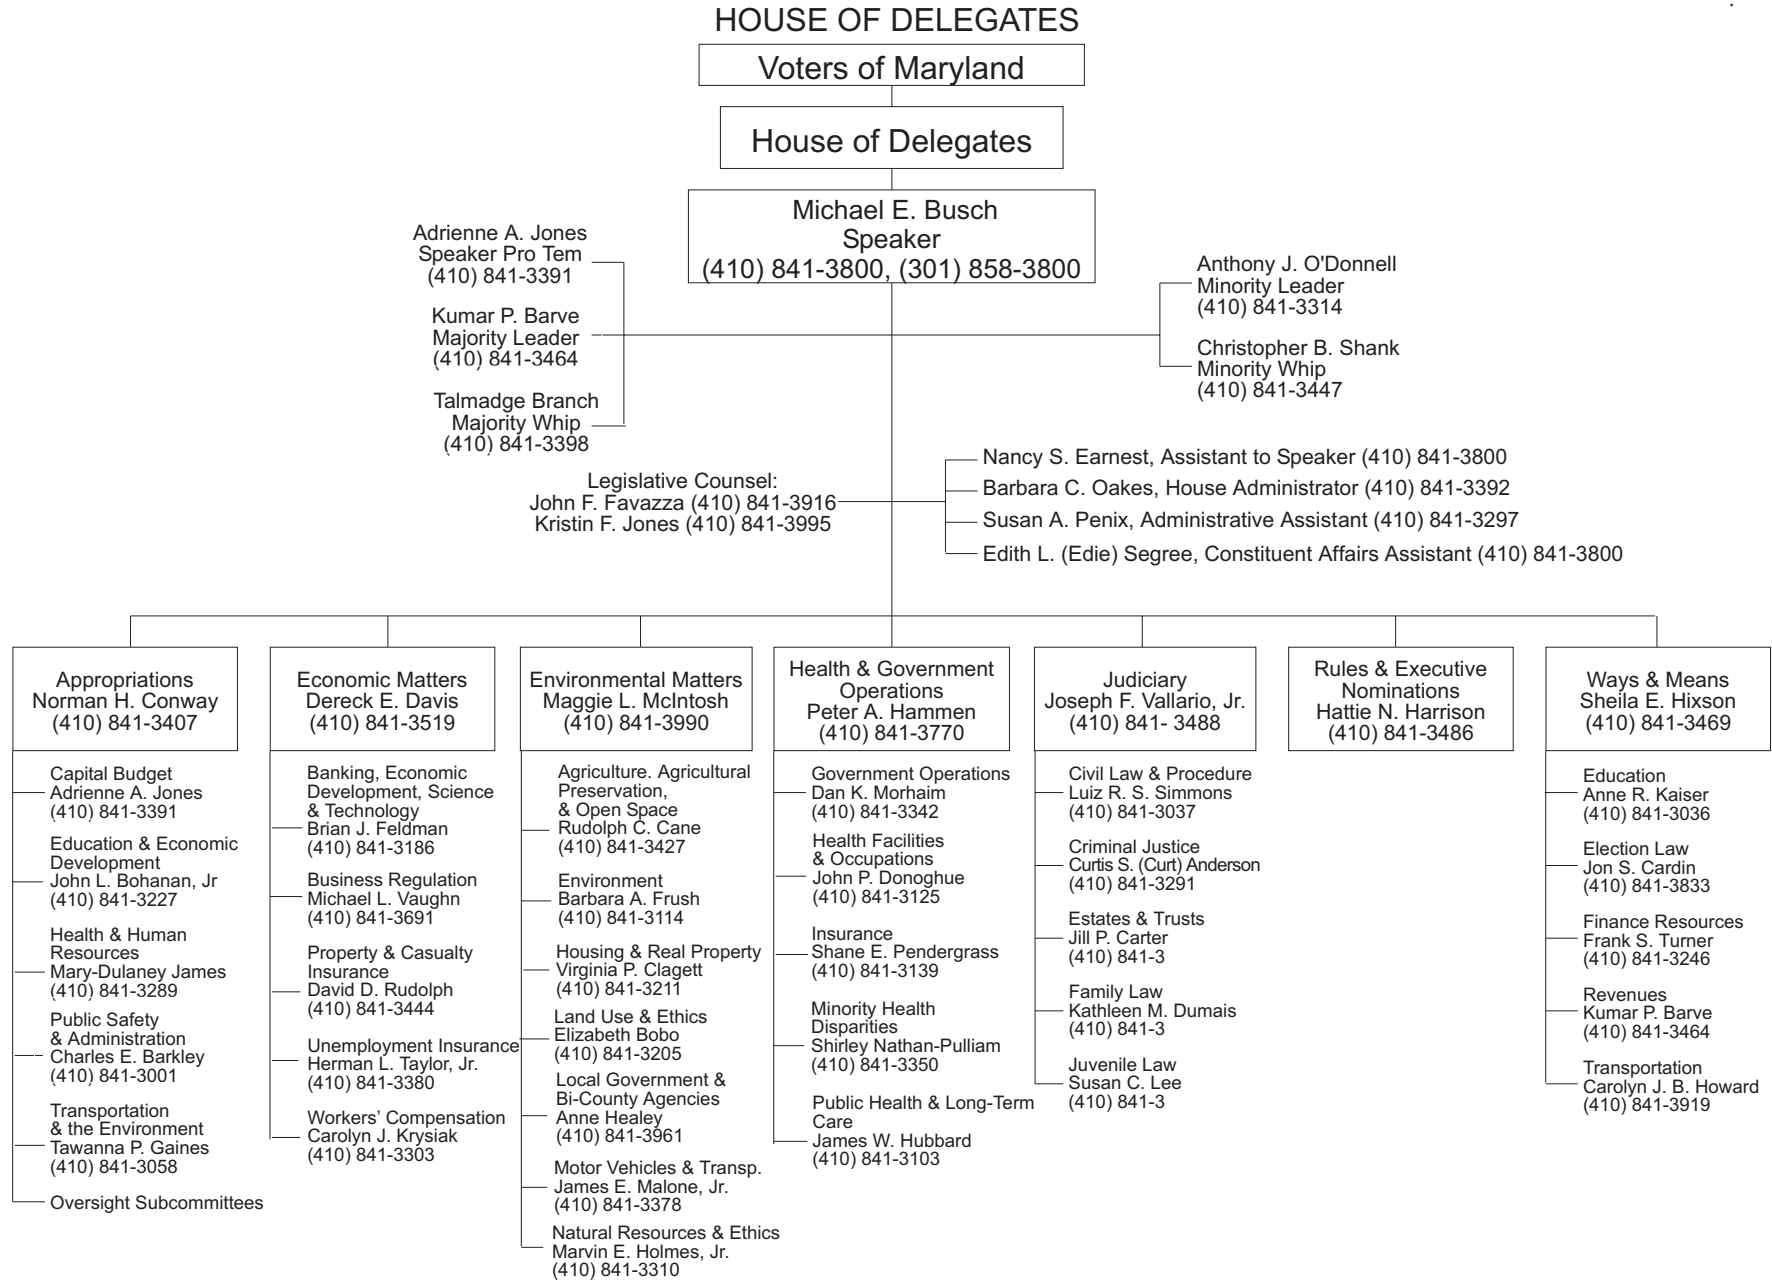 HOUSE OF DELEGATES
Voters of Maryland
House of Delegates
Michael E. Busch
Speaker
(410) 841-3800, (301) 858-3800
Adrienne A. Jones
Speaker Pro Tem
(410) 841-3391
Kumar P. Barve
Majority Leader
(410) 841-3464
Talmadge Branch
Majority Whip
(410) 841-3398
Anthony J. O'Donnell
Minority Leader
(410) 841-3314
Christopher B. Shank
Minority Whip
(410) 841-3447
Legislative Counsel:
John F. Favazza (410) 841-3916
Kristin F. Jones (410) 841-3995
Nancy S. Earnest, Assistant to Speaker (410) 841-3800
Barbara C. Oakes, House Administrator (410) 841-3392
Susan A. Penix, Administrative Assistant (410) 841-3297
Edith L. (Edie) Segree, Constituent Affairs Assistant (410) 841-3800
Appropriations
Norman H. Conway
(410) 841-3407
Capital Budget
Adrienne A. Jones
(410) 841-3391
Education & Economic
Development
John L. Bohanan, Jr
(410) 841-3227
Health & Human
Resources
Mary-Dulaney James
(410) 841-3289
Public Safety
& Administration
Charles E. Barkley
(410) 841-3001
Transportation
& the Environment
Tawanna P. Gaines
(410) 841-3058
Oversight Subcommittees
Economic Matters
Dereck E. Davis
(410) 841-3519
Banking, Economic
Development, Science
& Technology
Brian J. Feldman
(410) 841-3186
Business Regulation
Michael L. Vaughn
(410) 841-3691
Property & Casualty
Insurance
David D. Rudolph
(410) 841-3444
Unemployment Insurance
Herman L. Taylor, Jr.
(410) 841-3380
Workers’ Compensation
Carolyn J. Krysiak
(410) 841-3303
Environmental Matters
Maggie L. McIntosh
(410) 841-3990
Agriculture. Agricultural
Preservation,
& Open Space
Rudolph C. Cane
(410) 841-3427
Environment
Barbara A. Frush
(410) 841-3114
Housing & Real Property
Virginia P. Clagett
(410) 841-3211
Land Use & Ethics
Elizabeth Bobo
(410) 841-3205
Local Government &
Bi-County Agencies
Anne Healey
(410) 841-3961
Motor Vehicles & Transp.
James E. Malone, Jr.
(410) 841-3378
Natural Resources & Ethics
Marvin E. Holmes, Jr.
(410) 841-3310
Health & Government
Operations
Peter A. Hammen
(410) 841-3770
Government Operations
Dan K. Morhaim
(410) 841-3342
Health Facilities
& Occupations
John P. Donoghue
(410) 841-3125
Insurance
Shane E. Pendergrass
(410) 841-3139
Minority Health
Disparities
Shirley Nathan-Pulliam
(410) 841-3350
Public Health & Long-Term
Care
James W. Hubbard
(410) 841-3103
Judiciary
Joseph F. Vallario, Jr.
(410) 841- 3488
Civil Law & Procedure
Luiz R. S. Simmons
(410) 841-3037
Criminal Justice
Curtis S. (Curt) Anderson
(410) 841-3291
Estates & Trusts
Jill P. Carter
(410) 841-3
Family Law
Kathleen M. Dumais
(410) 841-3
Juvenile Law
Susan C. Lee
(410) 841-3
Rules & Executive
Nominations
Hattie N. Harrison
(410) 841-3486
Ways & Means
Sheila E. Hixson
(410) 841-3469
Education
Anne R. Kaiser
(410) 841-3036
Election Law
Jon S. Cardin
(410) 841-3833
Finance Resources
Frank S. Turner
(410) 841-3246
Revenues
Kumar P. Barve
(410) 841-3464
Transportation
Carolyn J. B. Howard
(410) 841-3919